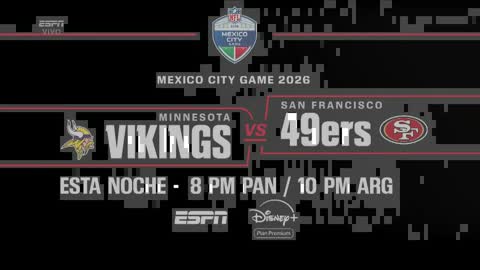 ESPN
VIVO
NFL
MEXICO
CITY
MEXICO CITY GAME 2026
MINNESOTA
VIKINGS
VS
SAN FRANCISCO
49ers
SF
ESTA NOCHE - 8 PM PAN / 10 PM ARG
ESPN
Disney+
Plan Premium